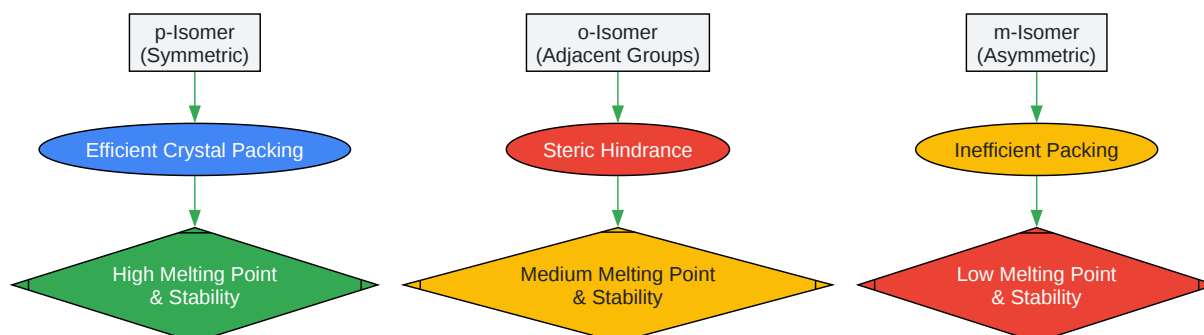 p-Isomer
(Symmetric)
o-Isomer
(Adjacent Groups)
m-Isomer
(Asymmetric)
Efficient Crystal Packing
Steric Hindrance
Inefficient Packing
High Melting Point
& Stability
Medium Melting Point
& Stability
Low Melting Point
& Stability